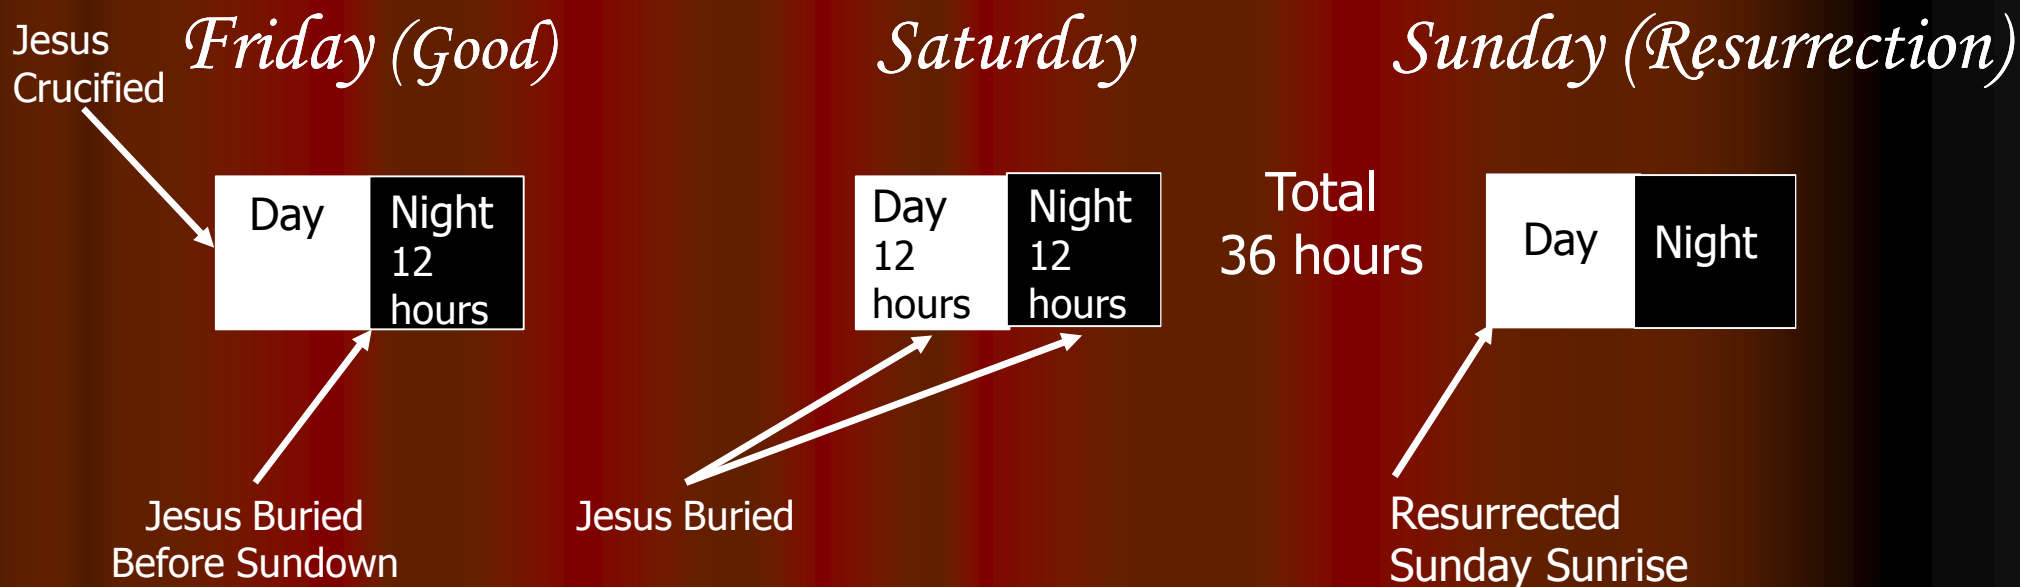 Jesus
Crucified
Friday (Good)
Saturday
Sunday (Resurrection)
Day
Night
12
hours
Day
12
hours
Night
12
hours
Total
36 hours
Day
Night
Jesus Buried
Before Sundown
Jesus Buried
Resurrected
Sunday Sunrise